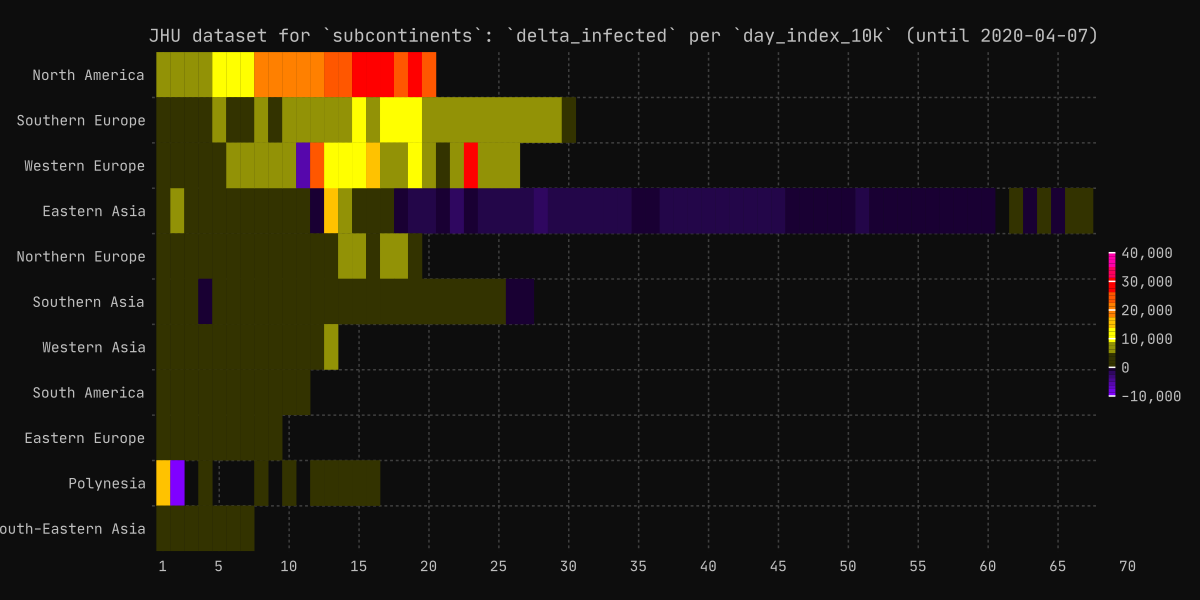 JHU dataset for `subcontinents`: `delta_infected` per `day_index_10k` (until 2020-04-07)
North America
Southern Europe
Western Europe
Eastern Asia
Northern Europe
Southern Asia
Western Asia
South America
Eastern Europe
Polynesia
outh-Eastern Asia
1 5 10 15 20 25 30 35 40 45 50 55 60 65 70
40,000
30,000
20,000
10,000
0
-10,000